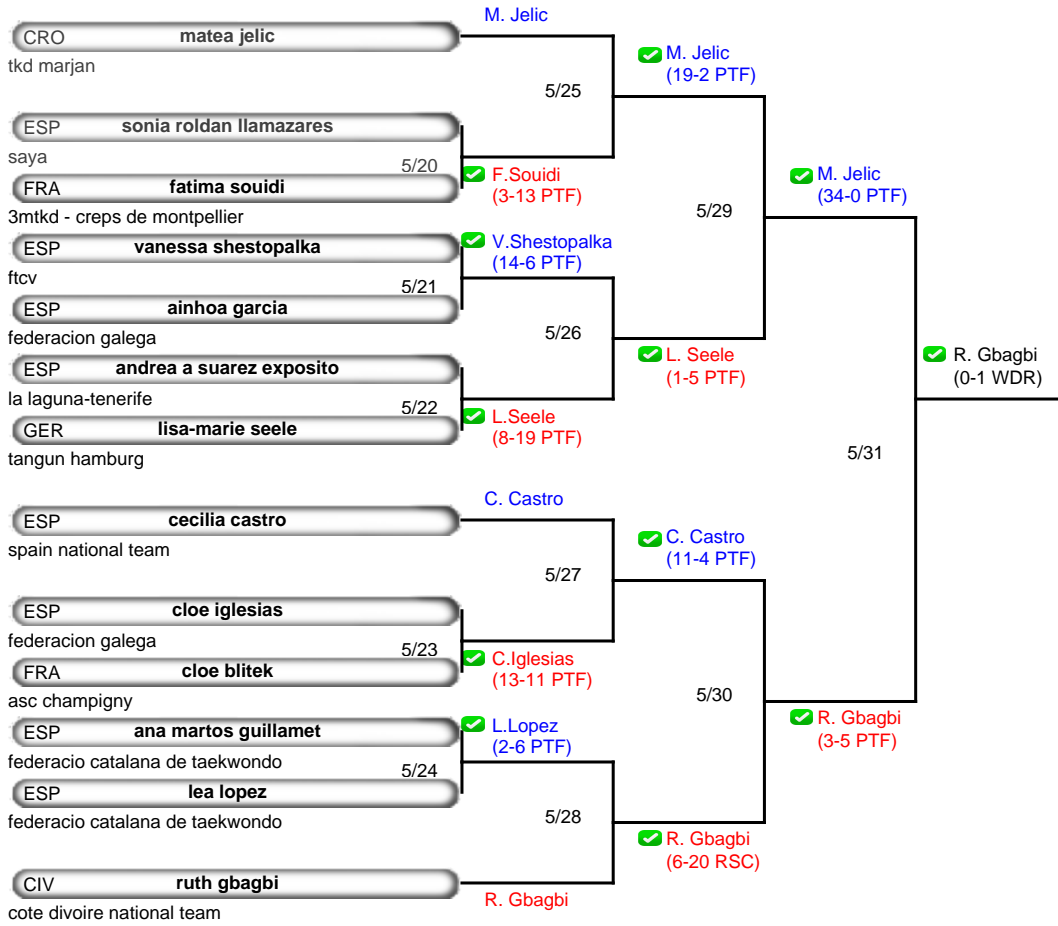 M. Jelic
CRO matea jelic
tkd marjan
M. Jelic
(19-2 PTF)
5/25
ESP sonia roldan llamazares
saya
5/20
FRA fatima souidi
3mtkd - creps de montpellier
F.Souidi
(3-13 PTF)
M. Jelic
(34-0 PTF)
5/29
ESP vanessa shestopalka
ftcv
V.Shestopalka
(14-6 PTF)
5/21
ESP ainhoa garcia
federacion galega
5/26
ESP andrea a suarez exposito
la laguna-tenerife
L. Seele
(1-5 PTF)
5/22
GER lisa-marie seele
tangun hamburg
L.Seele
(8-19 PTF)
R. Gbagbi
(0-1 WDR)
5/31
C. Castro
ESP cecilia castro
spain national team
C. Castro
(11-4 PTF)
5/27
ESP cloe iglesias
federacion galega
5/23
FRA cloe blitek
asc champigny
C.Iglesias
(13-11 PTF)
5/30
R. Gbagbi
(3-5 PTF)
ESP ana martos guillamet
federacio catalana de taekwondo
L.Lopez
(2-6 PTF)
5/24
ESP lea lopez
federacio catalana de taekwondo
5/28
R. Gbagbi
(6-20 RSC)
CIV ruth gbagbi
cote divoire national team
R. Gbagbi